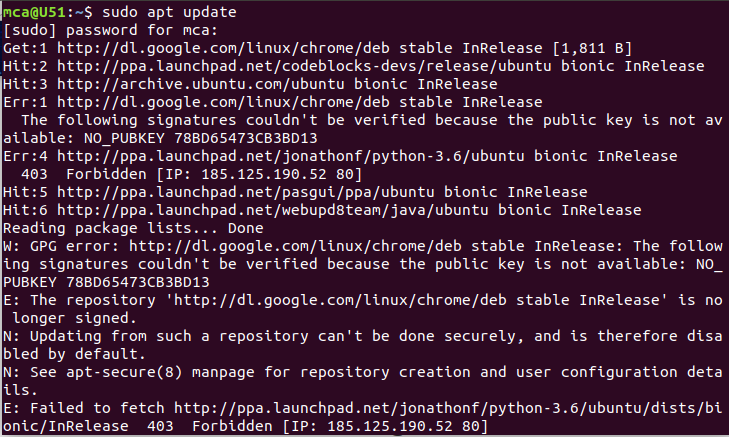 mca@U51:~$ sudo apt update
[sudo] password for mca:
Get:1 http://dl.google.com/linux/chrome/deb stable InRelease [1,811 B]
Hit:2 http://ppa.launchpad.net/codeblocks-devs/release/ubuntu bionic InRelease
Hit:3 http://archive.ubuntu.com/ubuntu bionic InRelease
Err:1 http://dl.google.com/linux/chrome/deb stable InRelease
  The following signatures couldn't be verified because the public key is not av
ailable: NO_PUBKEY 78BD65473CB3BD13
Err:4 http://ppa.launchpad.net/jonathonf/python-3.6/ubuntu bionic InRelease
  403  Forbidden [IP: 185.125.190.52 80]
Hit:5 http://ppa.launchpad.net/pasgui/ppa/ubuntu bionic InRelease
Hit:6 http://ppa.launchpad.net/webupd8team/java/ubuntu bionic InRelease
Reading package lists... Done
W: GPG error: http://dl.google.com/linux/chrome/deb stable InRelease: The follow
ing signatures couldn't be verified because the public key is not available: NO_
PUBKEY 78BD65473CB3BD13
E: The repository 'http://dl.google.com/linux/chrome/deb stable InRelease' is no
 longer signed.
N: Updating from such a repository can't be done securely, and is therefore disa
bled by default.
N: See apt-secure(8) manpage for repository creation and user configuration deta
ils.
E: Failed to fetch http://ppa.launchpad.net/jonathonf/python-3.6/ubuntu/dists/bi
onic/InRelease  403  Forbidden [IP: 185.125.190.52 80]